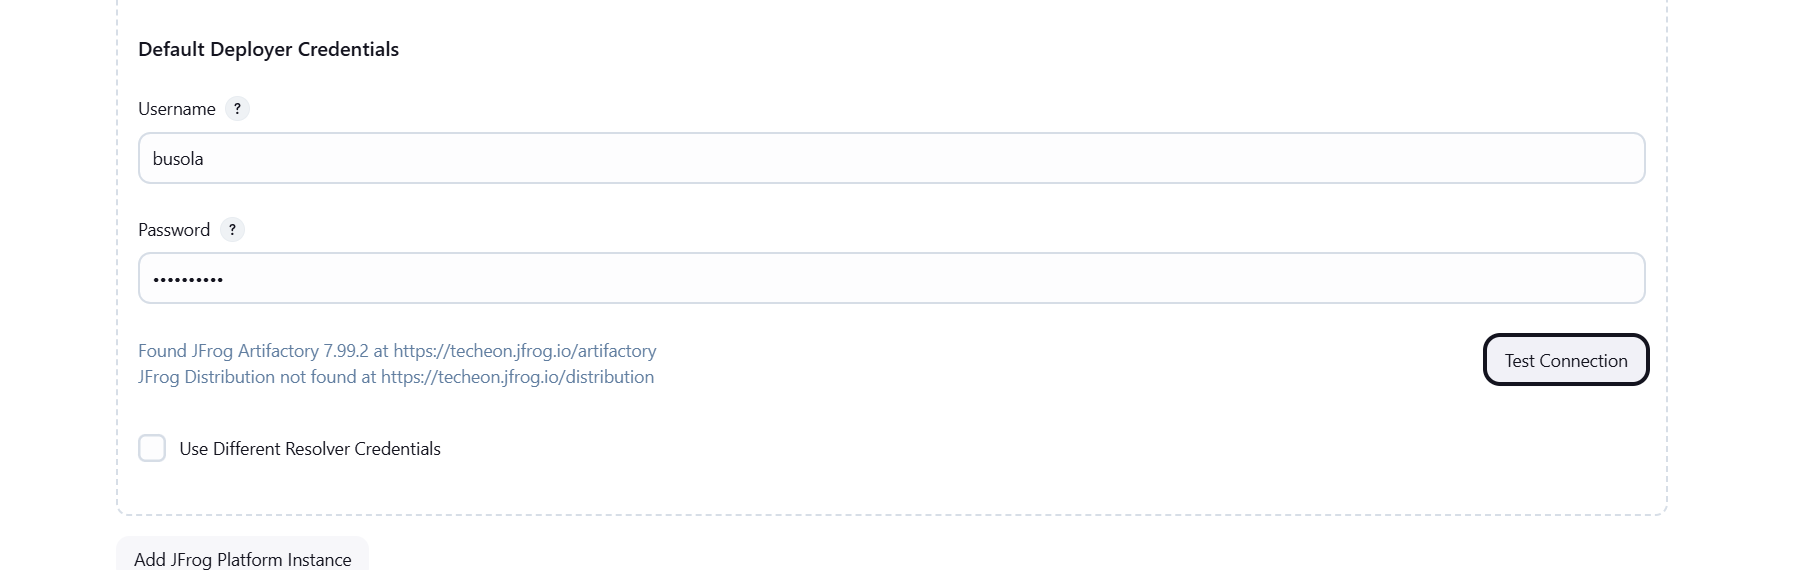 Default Deployer Credentials
Username ?
busola
Password ?
••••••••••
Found JFrog Artifactory 7.99.2 at https://techeon.jfrog.io/artifactory
JFrog Distribution not found at https://techeon.jfrog.io/distribution
Test Connection
Use Different Resolver Credentials
Add JFrog Platform Instance